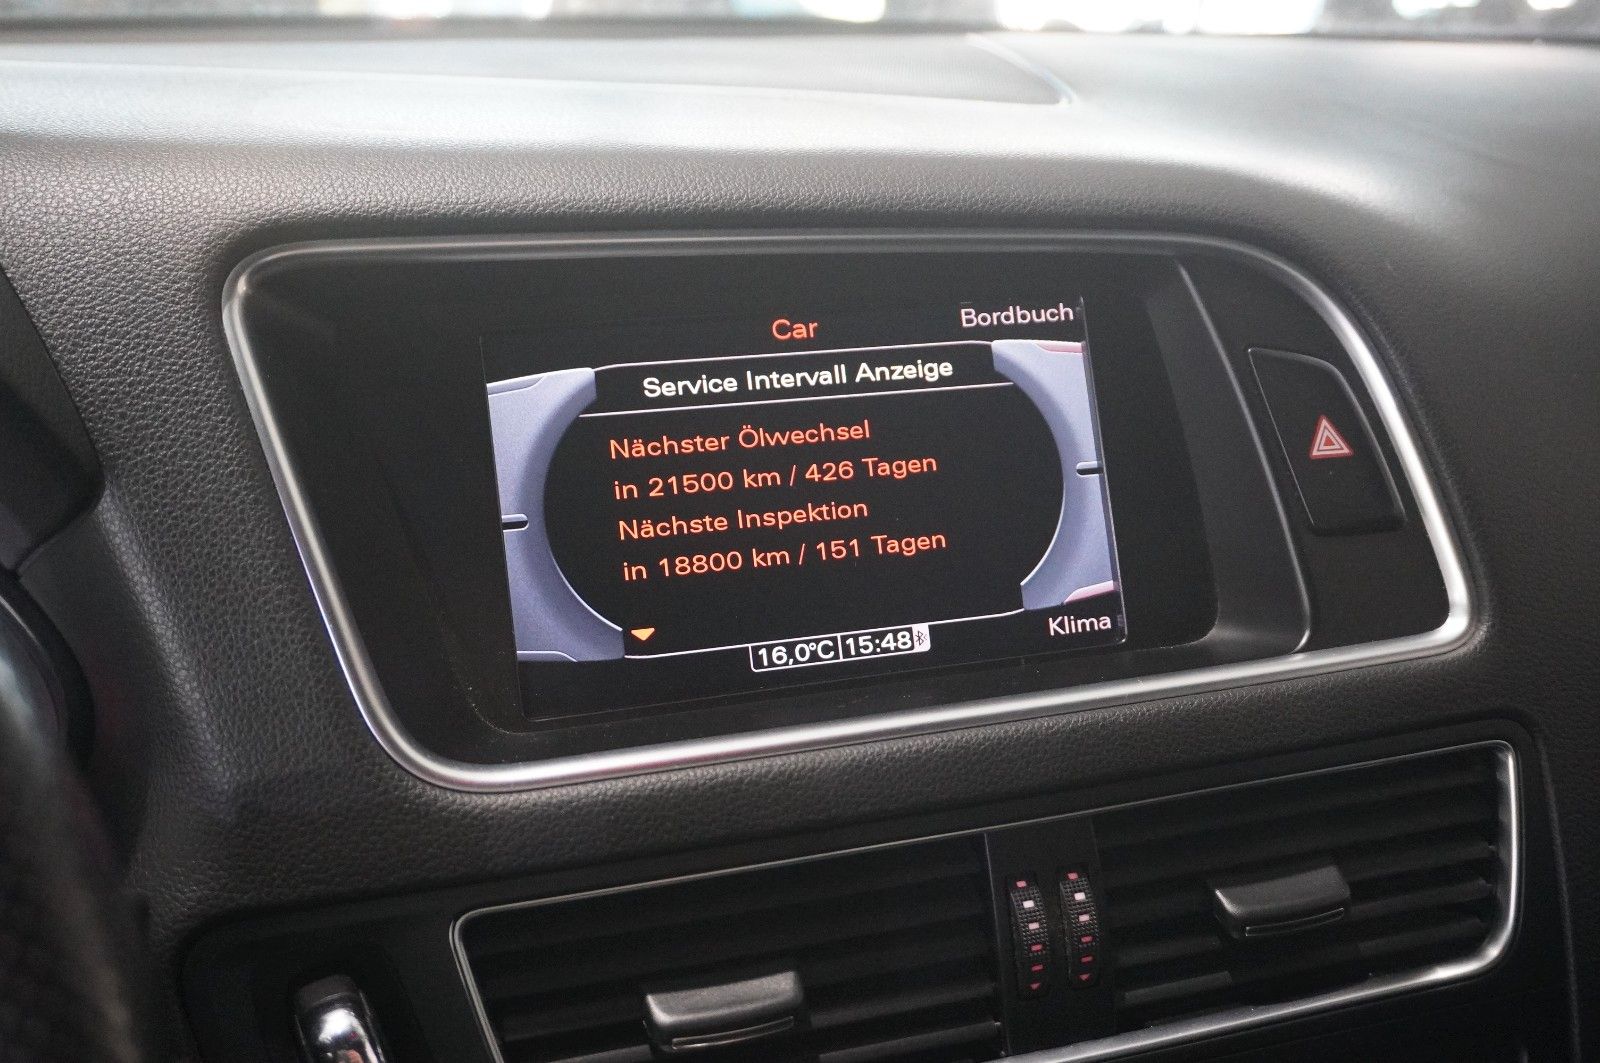 Car
Bordbuch
Service Intervall Anzeige
Nächster Ölwechsel
in 21500 km / 426 Tagen
Nächste Inspektion
in 18800 km / 151 Tagen
Klima
16,0°C 15:48